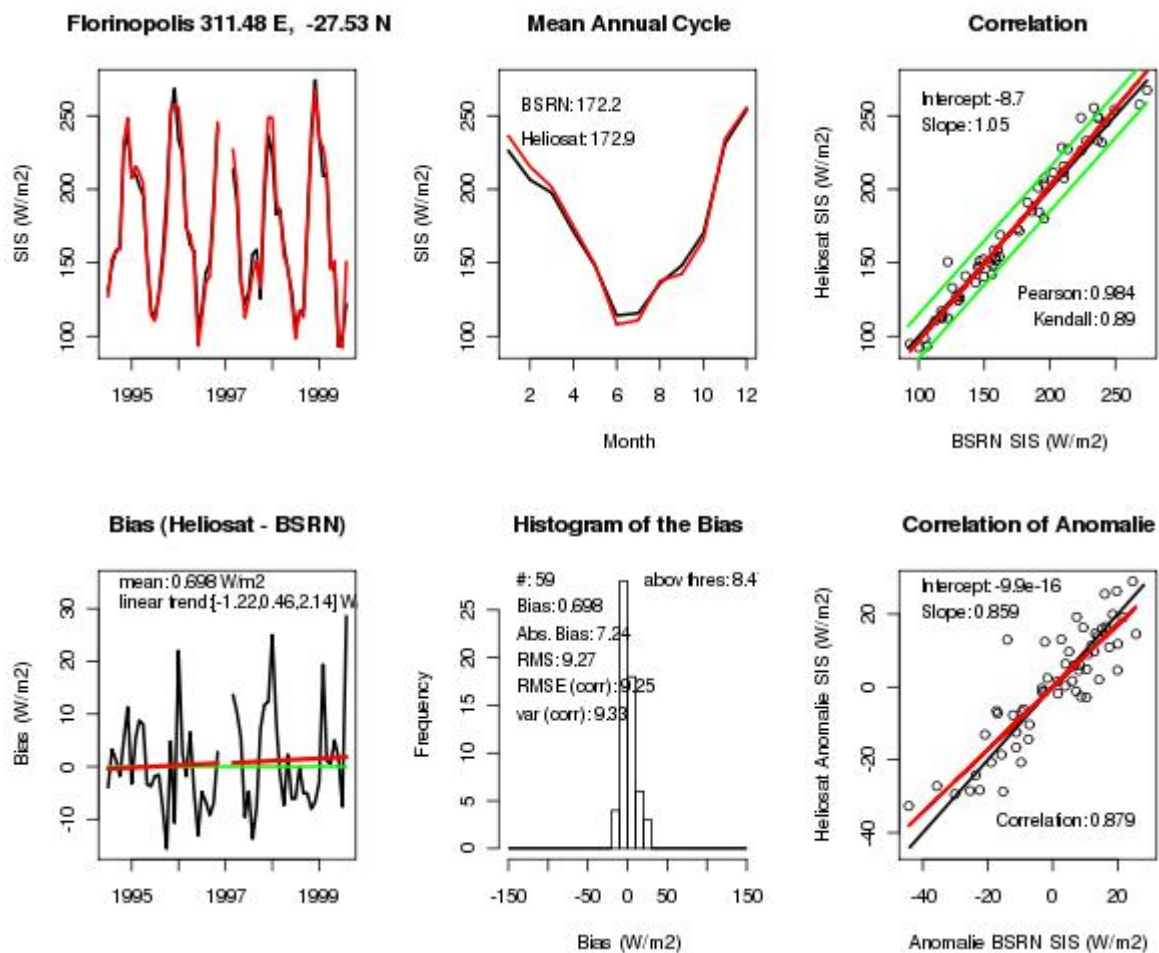 Florinopolis 311.48 E, -27.53 N
SIS (W/m2)
250
200
150
100
1995 1997 1999
Mean Annual Cycle
BSRN: 172.2
Heliosat: 172.9
SIS (W/m2)
250
200
150
100
2 4 6 8 10 12
Month
Correlation
Intercept: -8.7
Slope: 1.05
Heliosat SIS (W/m2)
250
200
150
100
Pearson: 0.984
Kendall: 0.89
100 150 200 250
BSRN SIS (W/m2)
Bias (Heliosat - BSRN)
mean: 0.698 W/m2
linear trend:[-1.22,0.46,2.14] W
Bias (W/m2)
30
20
10
0
-10
1995 1997 1999
Histogram of the Bias
#: 59 abov thres: 8.4
Bias: 0.698
Abs. Bias: 7.24
RMS: 9.27
RMSE (corr): 9.25
var (corr): 9.33
Frequency
25
15
5
0
-150 -50 0 50 150
Bias (W/m2)
Correlation of Anomalie
Intercept: -9.9e-16
Slope: 0.859
Heliosat Anomalie SIS (W/m2)
20
0
-20
-40
Correlation: 0.879
-40 -20 0 20
Anomalie BSRN SIS (W/m2)